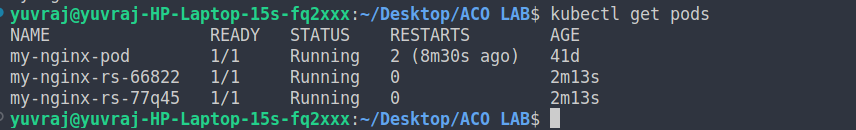 yuvraj@yuvraj-HP-Laptop-15s-fq2xxx:~/Desktop/ACO LAB$ kubectl get pods
NAME                READY   STATUS    RESTARTS        AGE
my-nginx-pod        1/1     Running   2 (8m30s ago)   41d
my-nginx-rs-66822   1/1     Running   0               2m13s
my-nginx-rs-77q45   1/1     Running   0               2m13s
yuvraj@yuvraj-HP-Laptop-15s-fq2xxx:~/Desktop/ACO LAB$